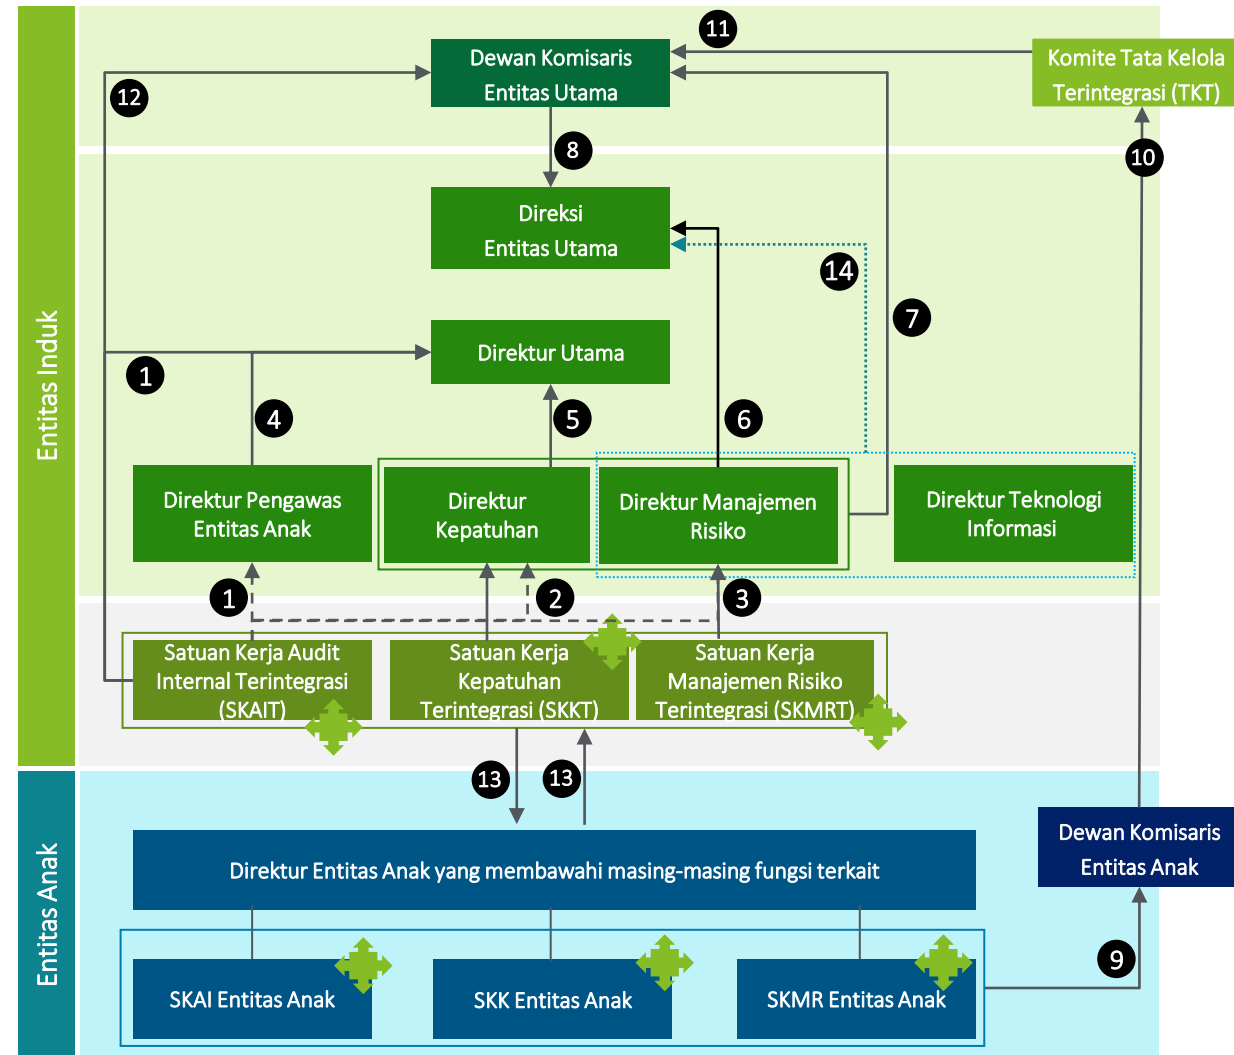 11
Dewan Komisaris
Entitas Utama
Komite Tata Kelola
Terintegrasi (TKT)
12
8
10
Direksi
Entitas Utama
14
7
Entitas Induk
Direktur Utama
1
4
5
6
Direktur Pengawas
Entitas Anak
Direktur
Kepatuhan
Direktur Manajemen
Risiko
Direktur Teknologi
Informasi
1
2
3
Satuan Kerja Audit
Internal Terintegrasi
(SKAIT)
Satuan Kerja
Kepatuhan
Terintegrasi (SKKT)
Satuan Kerja
Manajemen Risiko
Terintegrasi (SKMRT)
13
13
Entitas Anak
Direktur Entitas Anak yang membawahi masing-masing fungsi terkait
Dewan Komisaris
Entitas Anak
9
SKAI Entitas Anak
SKK Entitas Anak
SKMR Entitas Anak